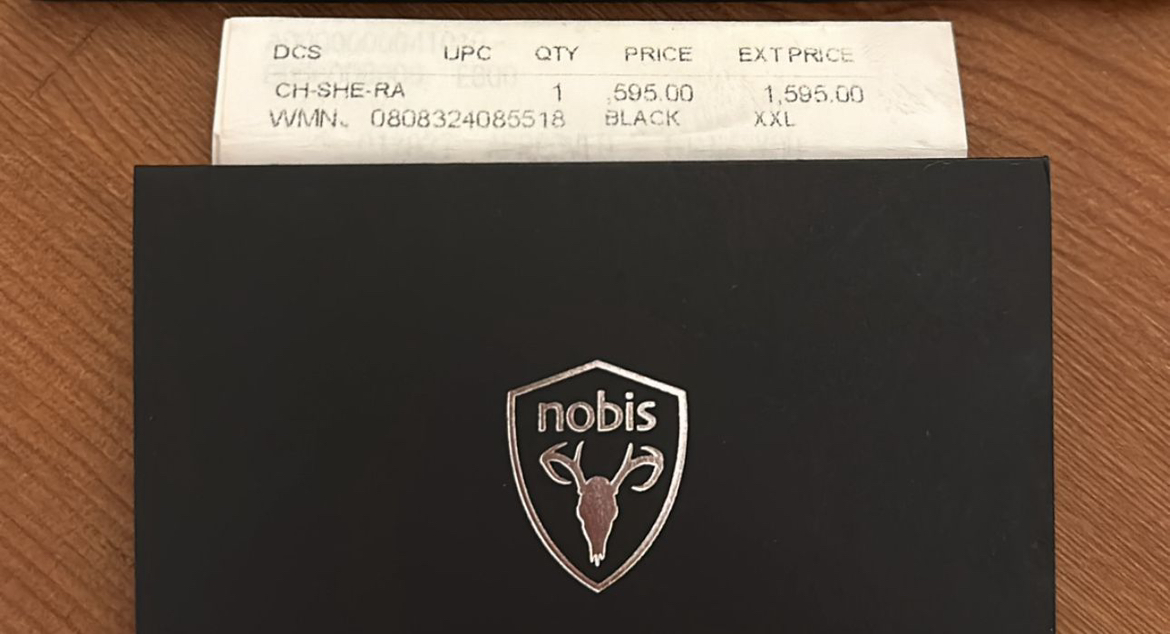 DCS UPC QTY PRICE EXT PRICE
CH-SHE-RA 1 ,595.00 1,595.00
WMN. 0808324085518 BLACK XXL
nobis